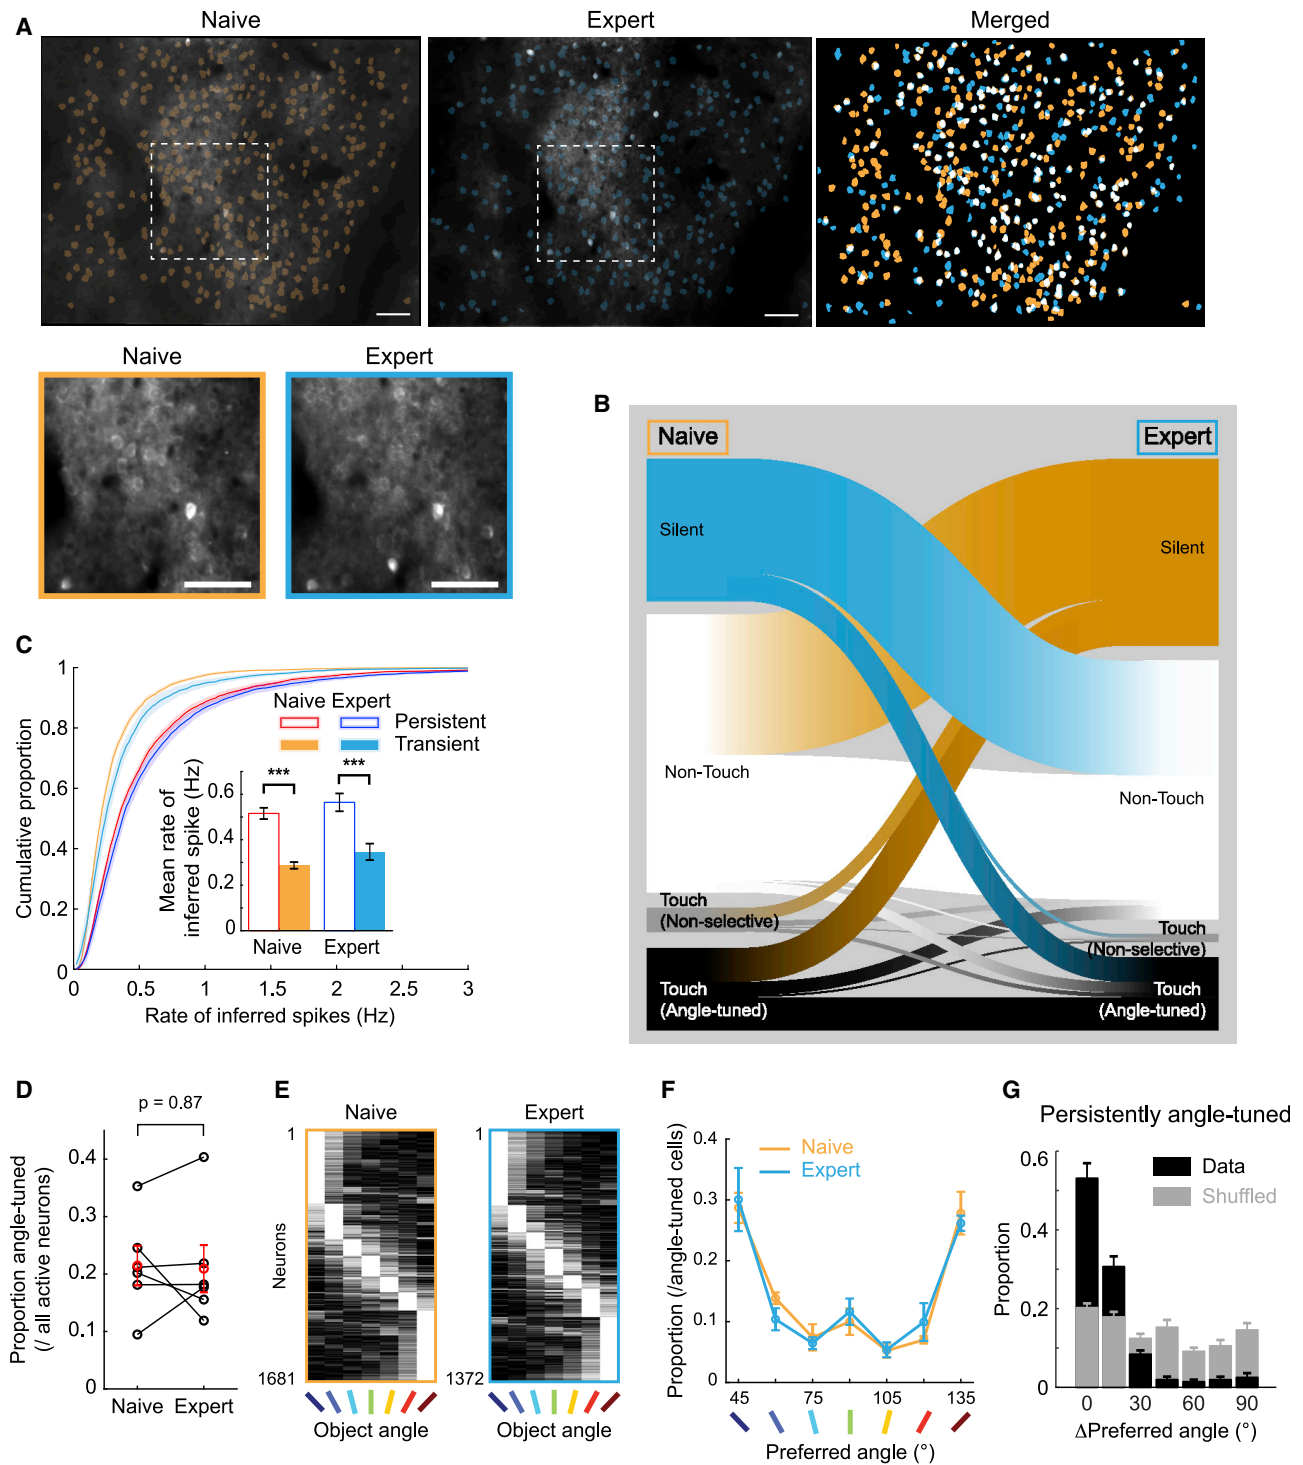 A
Naive
Expert
Merged
Naive
Expert
B
Naive
Expert
Silent
Silent
Non-Touch
Non-Touch
Touch
(Non-selective)
Touch
(Non-selective)
Touch
(Angle-tuned)
Touch
(Angle-tuned)
C
Cumulative proportion
1
0.8
0.6
0.4
0.2
0
0
0.5
1
1.5
2
2.5
3
Rate of inferred spikes (Hz)
Naive Expert
Persistent
Transient
Mean rate of
inferred spike (Hz)
0.6
0.4
0.2
0
***
***
Naive
Expert
D
p = 0.87
Proportion angle-tuned
(/ all active neurons)
0.4
0.3
0.2
0.1
0
Naive Expert
E
Naive
Expert
Neurons
1
1681
1
1372
Object angle
Object angle
F
Naive
Expert
Proportion (/angle-tuned cells)
0.4
0.3
0.2
0.1
0
45
75
105
135
Preferred angle (°)
G
Persistently angle-tuned
Data
Shuffled
Proportion
0.6
0.4
0.2
0
0
30
60
90
ΔPreferred angle (°)